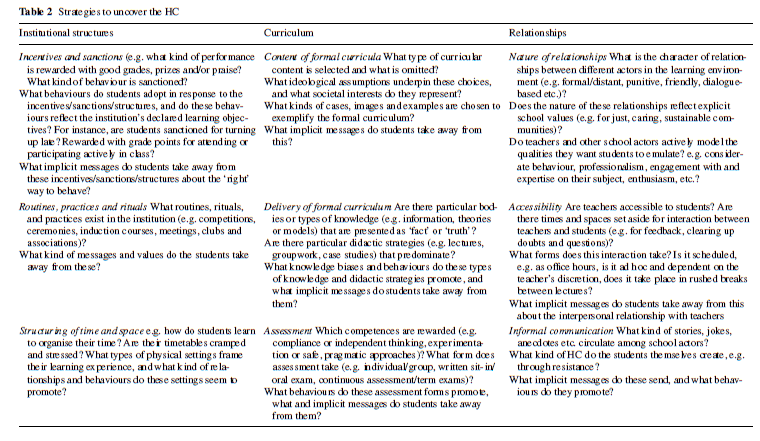 Table 2 Strategies to uncover the HC
Institutional structures
Curriculum
Relationships
Incentives and sanctions (e.g. what kind of performance
is rewarded with good grades, prizes and/or praise?
What kind of behaviour is sanctioned?
What behaviours do students adopt in response to the
incentives/sanctions/structures, and do these behav-
iours reflect the institution's declared learning objec-
tives? For instance, are students sanctioned for turning
up late? Rewarded with grade points for attending or
participating actively in class?
What implicit messages do students take away from
these incentives/sanctions/structures about the 'right'
way to behave?
Content of formal curricula What type of curricular
content is selected and what is omitted?
What ideological assumptions underpin these choices,
and what societal interests do they represent?
What kinds of cases, images and examples are chosen to
exemplify the formal curriculum?
What implicit messages do students take away from
this?
Nature of relationships What is the character of relation-
ships between different actors in the learning environ-
ment (e.g. formal/distant, punitive, friendly, dialogue-
based etc.)?
Does the nature of these relationships reflect explicit
school values (e.g. for just, caring, sustainable com-
munities)?
Do teachers and other school actors actively model the
qualities they want students to emulate? e.g. consider-
ate behaviour, professionalism, engagement with and
expertise on their subject, enthusiasm, etc.?
Routines, practices and rituals What routines, rituals,
and practices exist in the institution (e.g. competitions,
ceremonies, induction courses, meetings, clubs and
associations)?
What kind of messages and values do the students take
away from these?
Delivery of formal curriculum Are there particular bod-
ies or types of knowledge (e.g. information, theories
or models) that are presented as 'fact' or 'truth'?
Are there particular didactic strategies (e.g. lectures,
groupwork, case studies) that predominate?
What knowledge biases and behaviours do these types
of knowledge and didactic strategies promote, and
what implicit messages do students take away from
them?
Accessibility Are teachers accessible to students? Are
there times and spaces set aside for interaction between
teachers and students (e.g. for feedback, clearing up
doubts and questions)?
What forms does this interaction take? Is it scheduled,
e.g. as office hours, is it ad hoc and dependent on the
teacher's discretion, does it take place in rushed breaks
between lectures?
What implicit messages do students take away from this
about the interpersonal relationship with teachers
Structuring of time and space e.g. how do students learn
to organise their time? Are their timetables cramped
and stressed? What types of physical settings frame
their learning experience, and what kind of rela-
tionships and behaviours do these settings seem to
promote?
Assessment Which competences are rewarded (e.g.
compliance or independent thinking, experimenta-
tion or safe, pragmatic approaches)? What form does
assessment take (e.g. individual/group, written sit-in/
oral exam, continuous assessment/term exams)?
What behaviours do these assessment forms promote,
what and implicit messages do students take away
from them?
Informal communication What kind of stories, jokes,
anecdotes etc. circulate among school actors?
What kind of HC do the students themselves create, e.g.
through resistance?
What implicit messages do these send, and what behav-
iours do they promote?